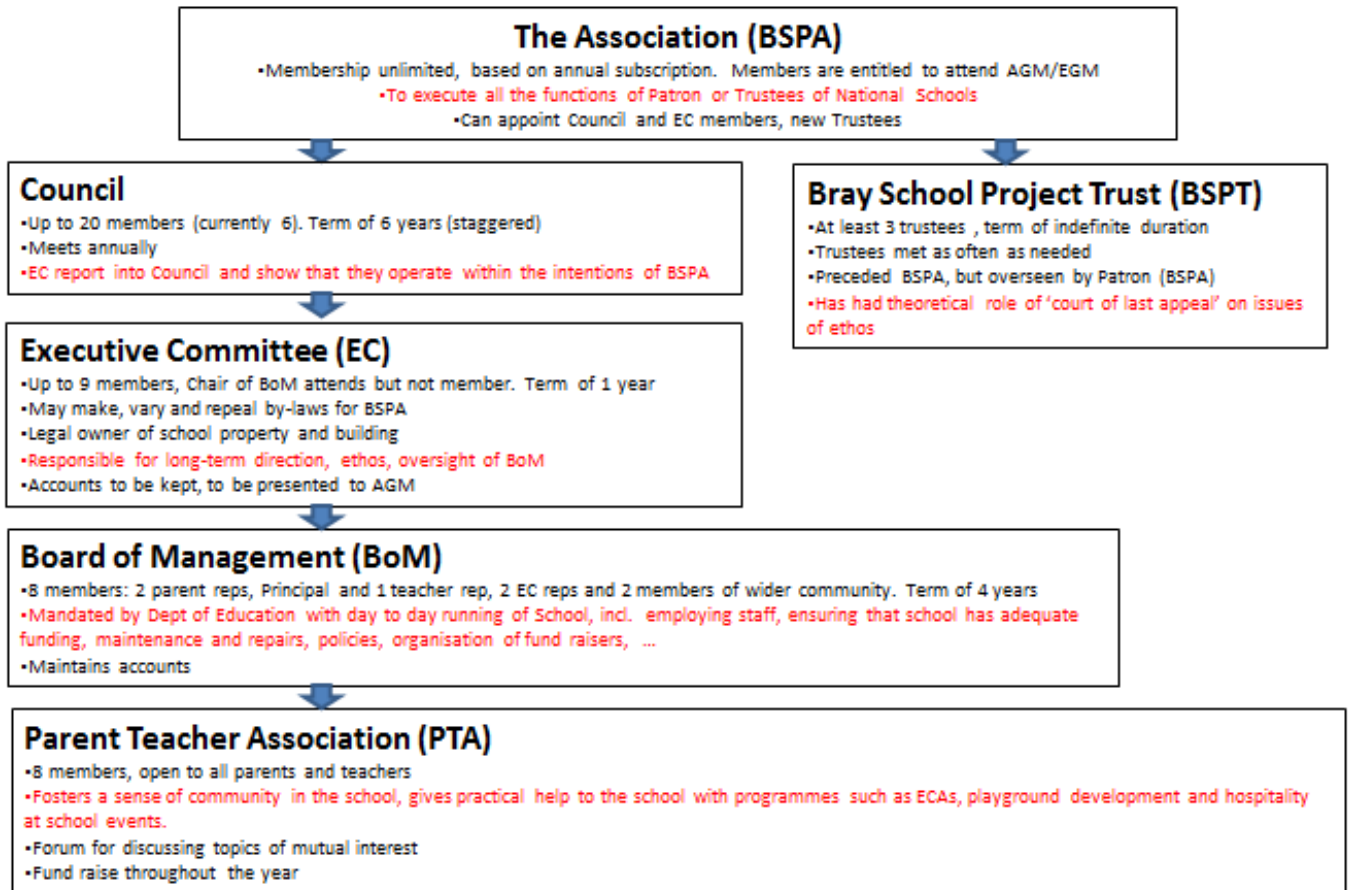 The Association (BSPA)
•Membership unlimited, based on annual subscription. Members are entitled to attend AGM/EGM
•To execute all the functions of Patron or Trustees of National Schools
•Can appoint Council and EC members, new Trustees
Council
•Up to 20 members (currently 6). Term of 6 years (staggered)
•Meets annually
•EC report into Council and show that they operate within the intentions of BSPA
Bray School Project Trust (BSPT)
•At least 3 trustees , term of indefinite duration
•Trustees met as often as needed
•Preceded BSPA, but overseen by Patron (BSPA)
•Has had theoretical role of ‘court of last appeal’ on issues
of ethos
Executive Committee (EC)
•Up to 9 members, Chair of BoM attends but not member. Term of 1 year
•May make, vary and repeal by-laws for BSPA
•Legal owner of school property and building
•Responsible for long-term direction, ethos, oversight of BoM
•Accounts to be kept, to be presented to AGM
Board of Management (BoM)
•8 members: 2 parent reps, Principal and 1 teacher rep, 2 EC reps and 2 members of wider community. Term of 4 years
•Mandated by Dept of Education with day to day running of School, incl. employing staff, ensuring that school has adequate
funding, maintenance and repairs, policies, organisation of fund raisers, ...
•Maintains accounts
Parent Teacher Association (PTA)
•8 members, open to all parents and teachers
•Fosters a sense of community in the school, gives practical help to the school with programmes such as ECAs, playground development and hospitality
at school events.
•Forum for discussing topics of mutual interest
•Fund raise throughout the year